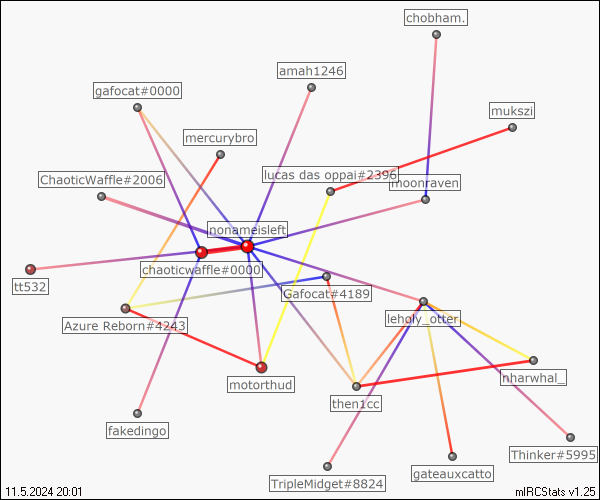 chobham.
amah1246
gafocat#0000
mukszi
mercurybro
lucas das oppai#2396
ChaoticWaffle#2006
moonraven
nonameisleft
chaoticwaffle#0000
tt532
Gafocat#4189
Azure Reborn#4243
leholy_otter
nharwhal_
motorthud
then1cc
fakedingo
Thinker#5995
gateauxcatto
TripleMidget#8824
11.5.2024 20:01
mIRCStats v1.25